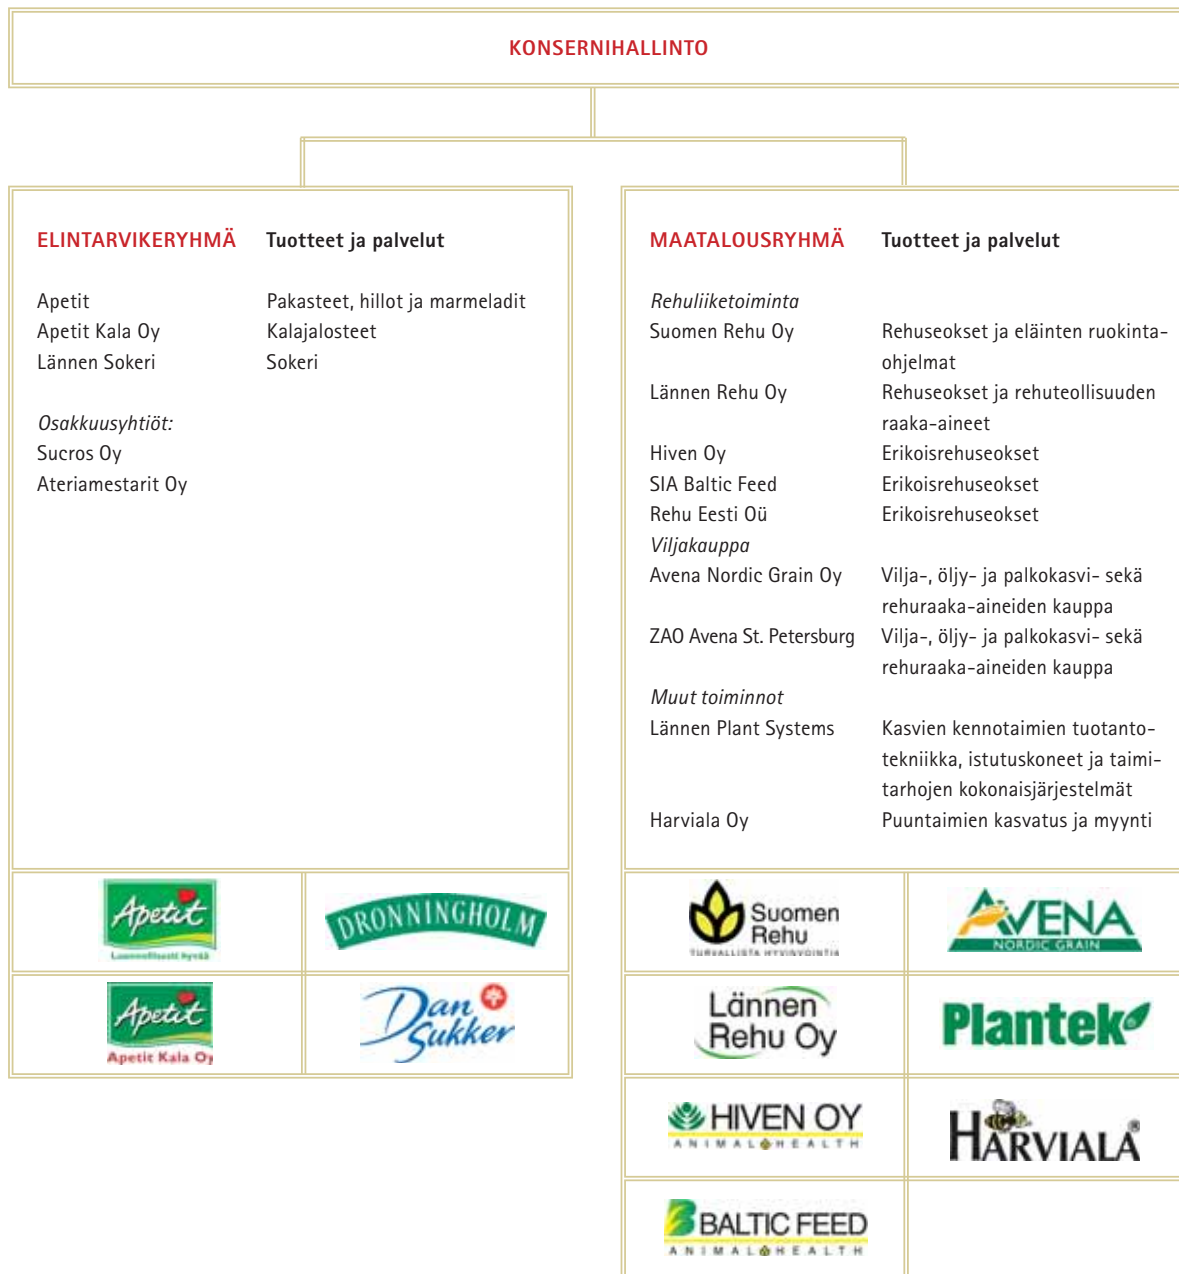 KONSERNIHALLINTO
ELINTARVIKERYHMÄ Tuotteet ja palvelut
Apetit Pakasteet, hillot ja marmeladit
Apetit Kala Oy Kalajalosteet
Lännen Sokeri Sokeri
Osakkuusyhtiöt:
Sucros Oy
Ateriamestarit Oy
MAATALOUSRYHMÄ Tuotteet ja palvelut
Rehuliiketoiminta
Suomen Rehu Oy Rehuseokset ja eläinten ruokinta-
ohjelmat
Lännen Rehu Oy Rehuseokset ja rehuteollisuuden
raaka-aineet
Hiven Oy Erikoisrehuseokset
SIA Baltic Feed Erikoisrehuseokset
Rehu Eesti Oü Erikoisrehuseokset
Viljakauppa
Avena Nordic Grain Oy Vilja-, öljy- ja palkokasvi- sekä
rehuraaka-aineiden kauppa
ZAO Avena St. Petersburg Vilja-, öljy- ja palkokasvi- sekä
rehuraaka-aineiden kauppa
Muut toiminnot
Lännen Plant Systems Kasvien kennotaimien tuotanto-
tekniikka, istutuskoneet ja taimi-
tarhojen kokonaisjärjestelmät
Harviala Oy Puuntaimien kasvatus ja myynti
Apetit
Luonnollisesti hyvää
DRONNINGHOLM
Apetit
Apetit Kala Oy
Dan
Sukker
Suomen
Rehu
TURVALLISTA HYVINVOINTIA
AVENA
NORDIC GRAIN
Lännen
Rehu Oy
Plantek
HIVEN OY
ANIMAL HEALTH
HARVIALA®
BALTIC FEED
ANIMAL HEALTH